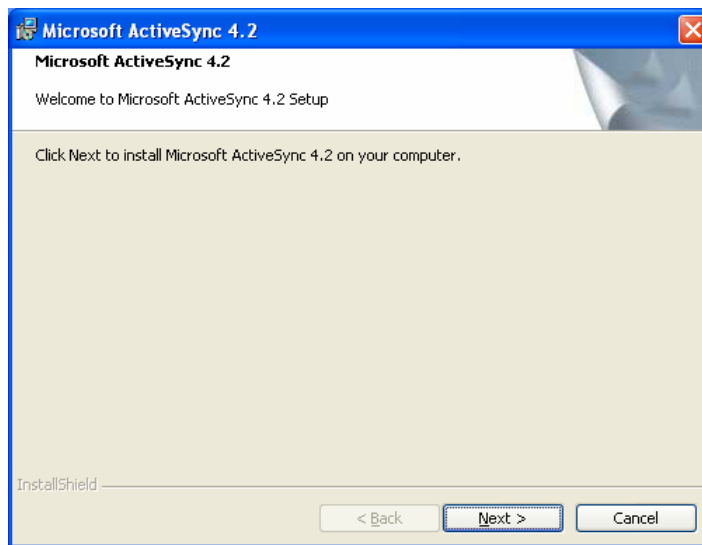 Microsoft ActiveSync 4.2
Microsoft ActiveSync 4.2
Welcome to Microsoft ActiveSync 4.2 Setup
Click Next to install Microsoft ActiveSync 4.2 on your computer.
InstallShield
< Back Next > Cancel